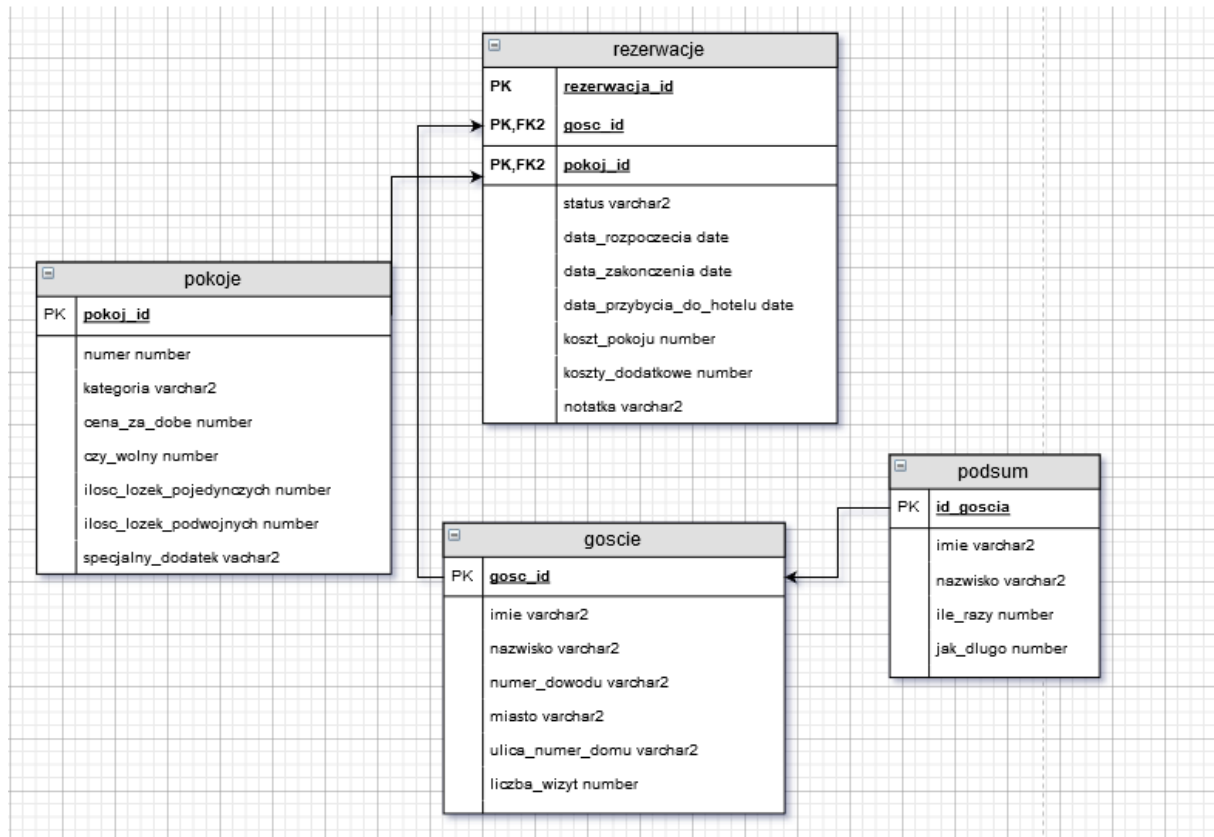 rezerwacje
PK rezerwacja_id
PK,FK2 gosc_id
PK,FK2 pokoj_id
status varchar2
data_rozpoczecia date
data_zakonczenia date
data_przybycia_do_hotelu date
koszt_pokoju number
koszty_dodatkowe number
notatka varchar2
pokoje
PK pokoj_id
numer number
kategoria varchar2
cena_za_dobe number
czy_wolny number
ilosc_lozek_pojedynczych number
ilosc_lozek_podwojnych number
specjalny_dodatek vachar2
goscie
PK gosc_id
imie varchar2
nazwisko varchar2
numer_dowodu varchar2
miasto varchar2
ulica_numer_domu varchar2
liczba_wizyt number
podsum
PK id_goscia
imie varchar2
nazwisko varchar2
ile_razy number
jak_dlugo number